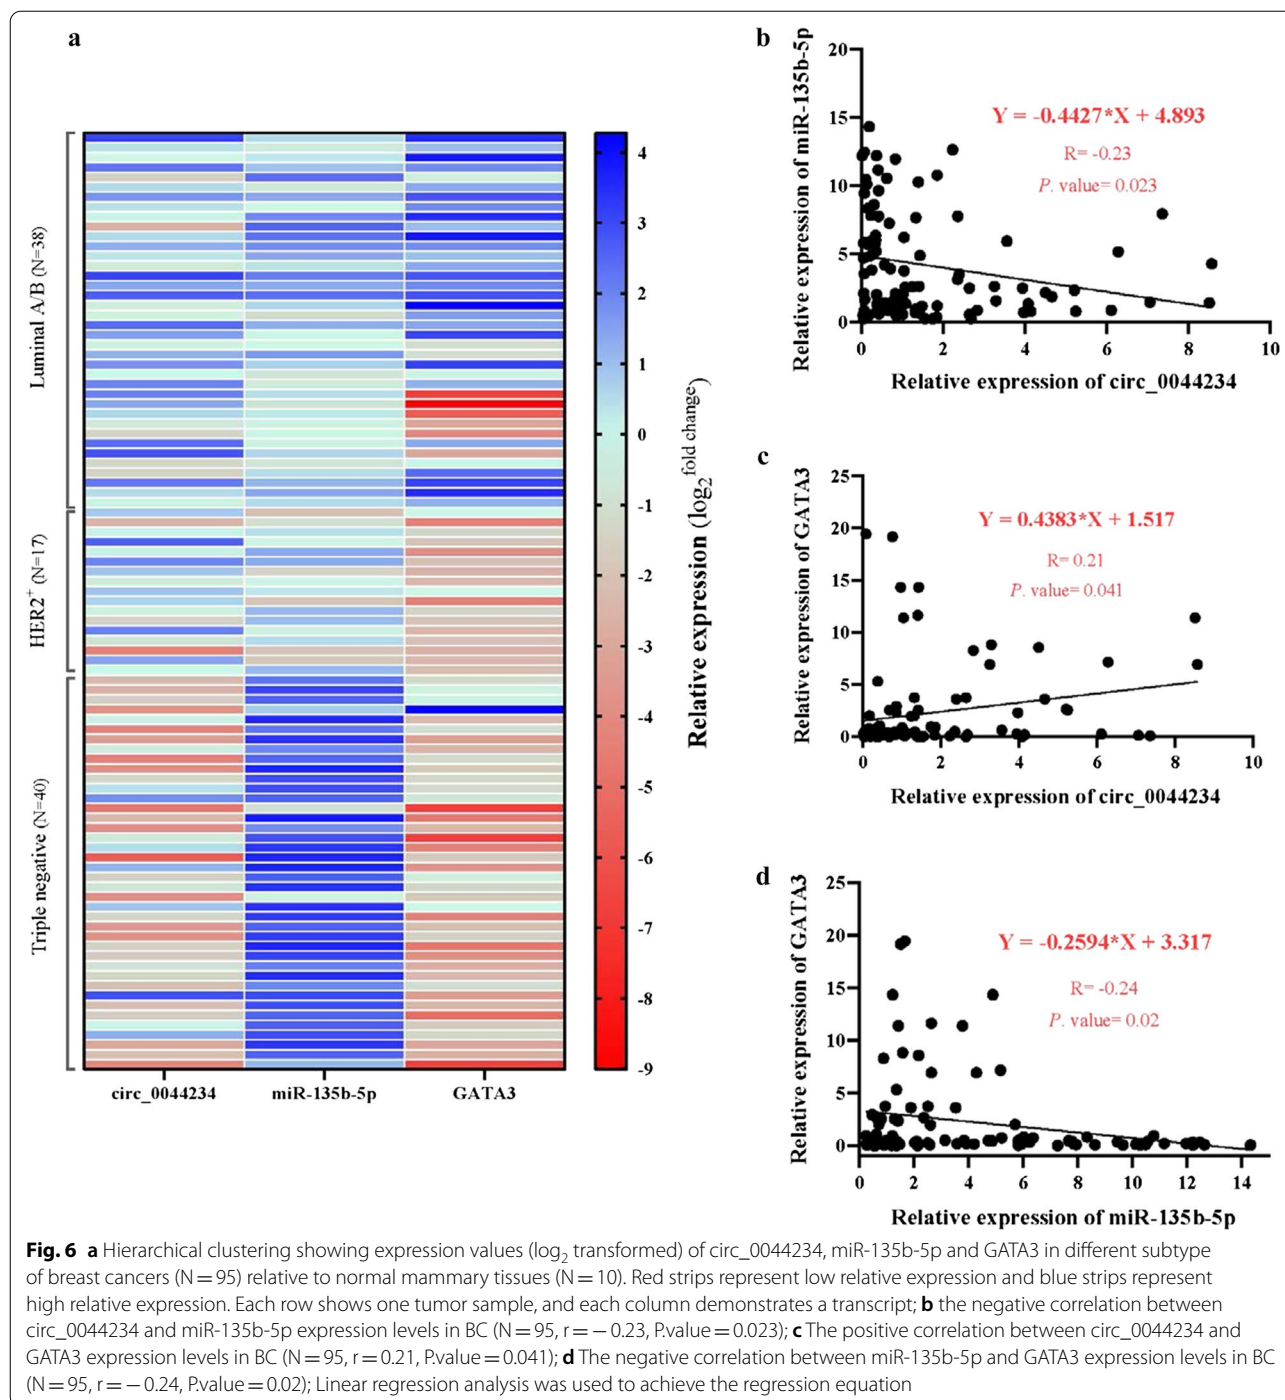 a
Luminal A/B (N=38)
HER2+ (N=17)
Triple negative (N=40)
circ_0044234
miR-135b-5p
GATA3
4
3
2
1
0
-1
-2
-3
-4
-5
-6
-7
-8
-9
Relative expression (log2 fold change)
b
Relative expression of miR-135b-5p
20
15
10
5
0
Y = -0.4427*X + 4.893
R= -0.23
P. value= 0.023
0 2 4 6 8 10
Relative expression of circ_0044234
c
Relative expression of GATA3
25
20
15
10
5
0
Y = 0.4383*X + 1.517
R= 0.21
P. value= 0.041
0 2 4 6 8 10
Relative expression of circ_0044234
d
Relative expression of GATA3
25
20
15
10
5
0
Y = -0.2594*X + 3.317
R= -0.24
P. value= 0.02
0 2 4 6 8 10 12 14
Relative expression of miR-135b-5p
Fig. 6 a Hierarchical clustering showing expression values (log2 transformed) of circ_0044234, miR-135b-5p and GATA3 in different subtype
of breast cancers (N = 95) relative to normal mammary tissues (N = 10). Red strips represent low relative expression and blue strips represent
high relative expression. Each row shows one tumor sample, and each column demonstrates a transcript; b the negative correlation between
circ_0044234 and miR-135b-5p expression levels in BC (N = 95, r = − 0.23, P.value = 0.023); c The positive correlation between circ_0044234 and
GATA3 expression levels in BC (N = 95, r = 0.21, P.value = 0.041); d The negative correlation between miR-135b-5p and GATA3 expression levels in BC
(N = 95, r = − 0.24, P.value = 0.02); Linear regression analysis was used to achieve the regression equation